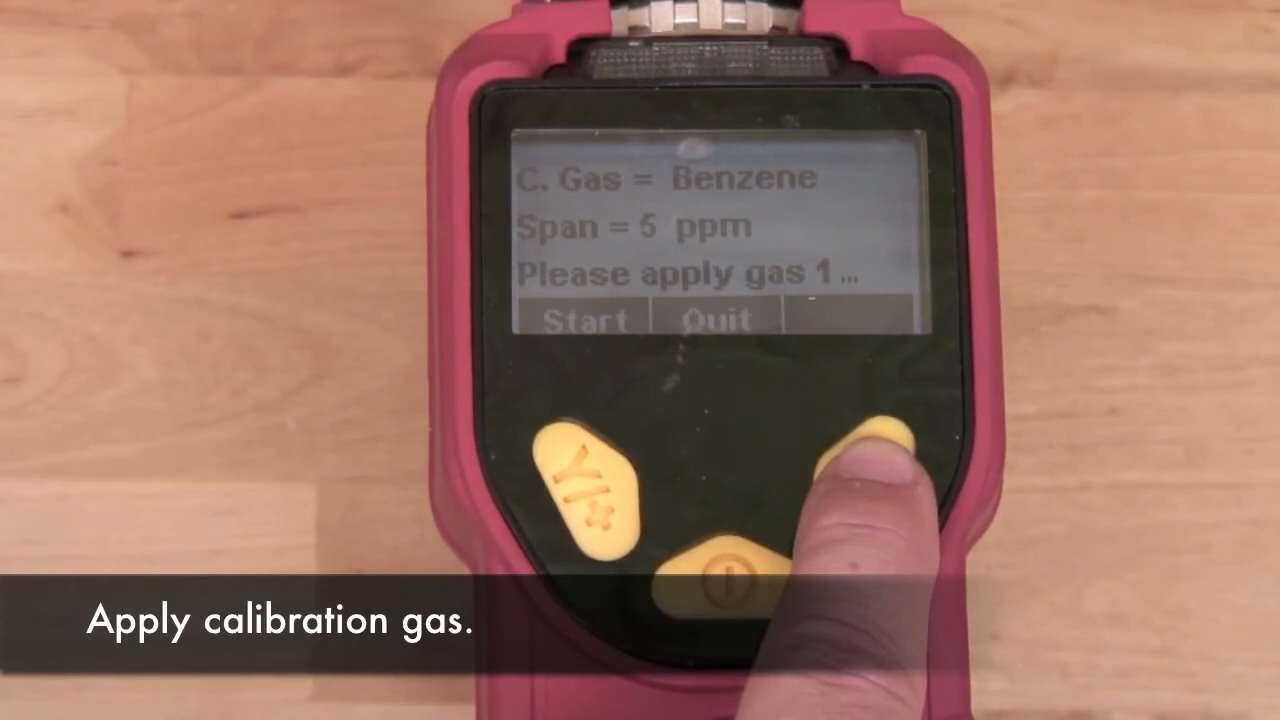 C. Gas = Benzene
Span = 5 ppm
Please apply gas 1...
Start Quit
Y/+
Apply calibration gas.